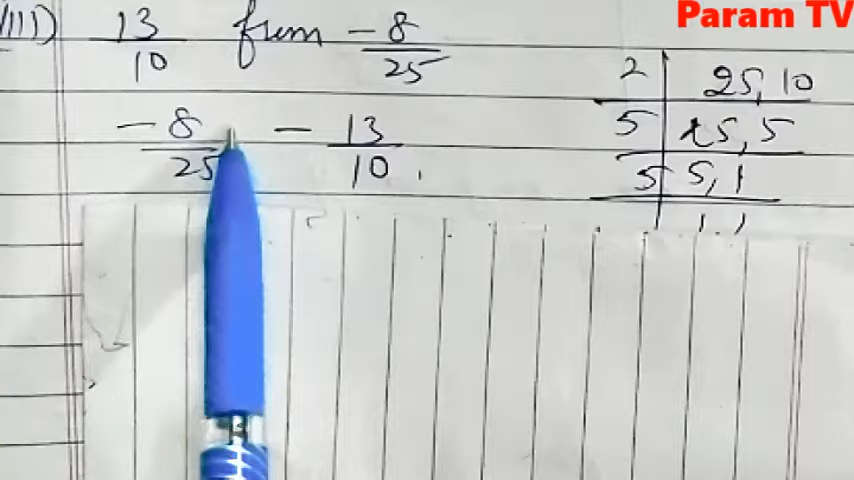 Param TV
VIII) 13/10 from -8/25
-8/25 - 13/10
2 | 25, 10
5 | 25, 5
5 | 5, 1
1, 1